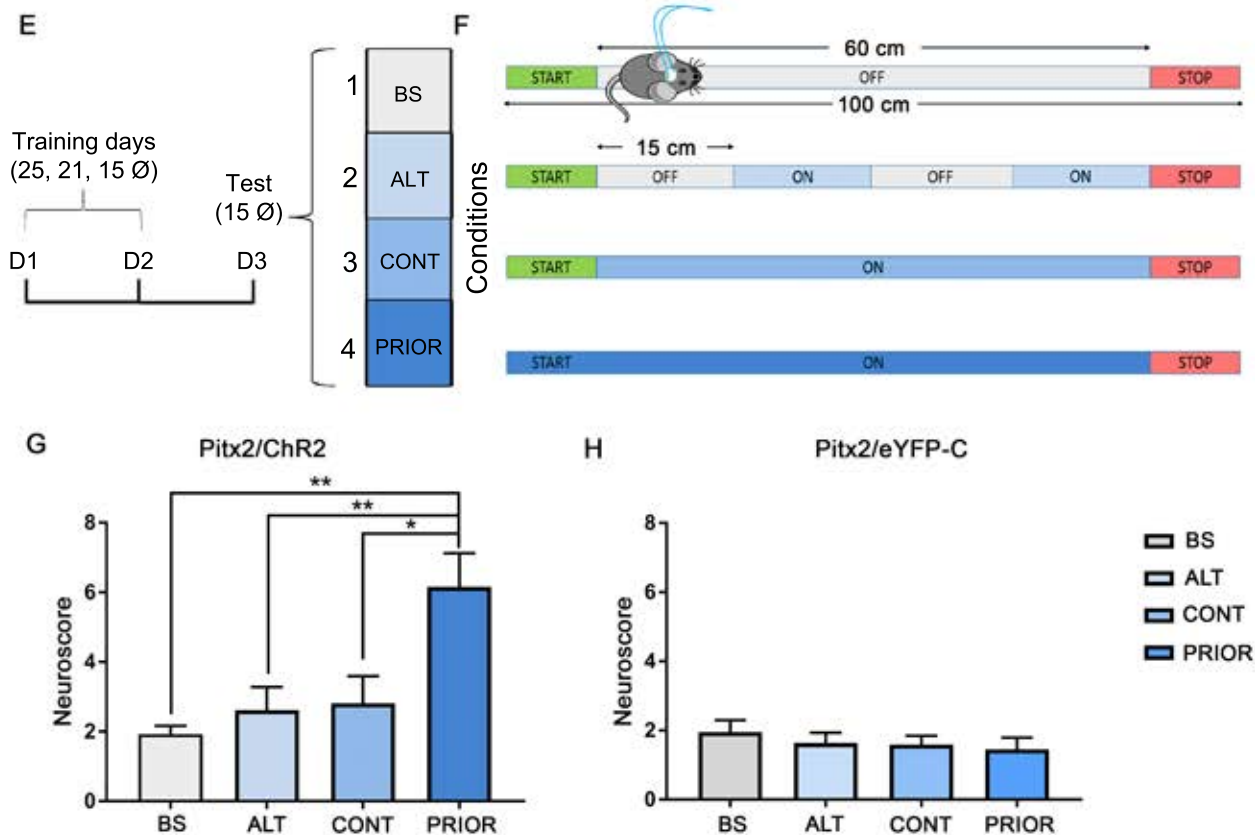 E
Training days
(25, 21, 15 Ø)
D1
D2
D3
Test
(15 Ø)
1
BS
2
ALT
3
CONT
4
PRIOR
Conditions
F
60 cm
START
OFF
STOP
100 cm
15 cm
START
OFF
ON
OFF
ON
STOP
START
ON
STOP
START
ON
STOP
G
Pitx2/ChR2
**
**
*
Neuroscore
8
6
4
2
0
BS
ALT
CONT
PRIOR
H
Pitx2/eYFP-C
Neuroscore
8
6
4
2
0
BS
ALT
CONT
PRIOR
BS
ALT
CONT
PRIOR